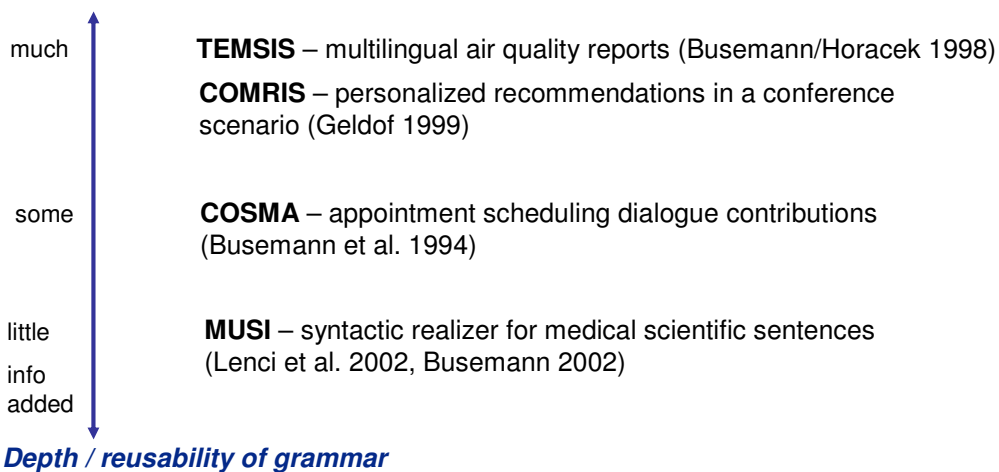 much
TEMSIS – multilingual air quality reports (Busemann/Horacek 1998)
COMRIS – personalized recommendations in a conference
scenario (Geldof 1999)
some
COSMA – appointment scheduling dialogue contributions
(Busemann et al. 1994)
little
MUSI – syntactic realizer for medical scientific sentences
(Lenci et al. 2002, Busemann 2002)
info
added
Depth / reusability of grammar